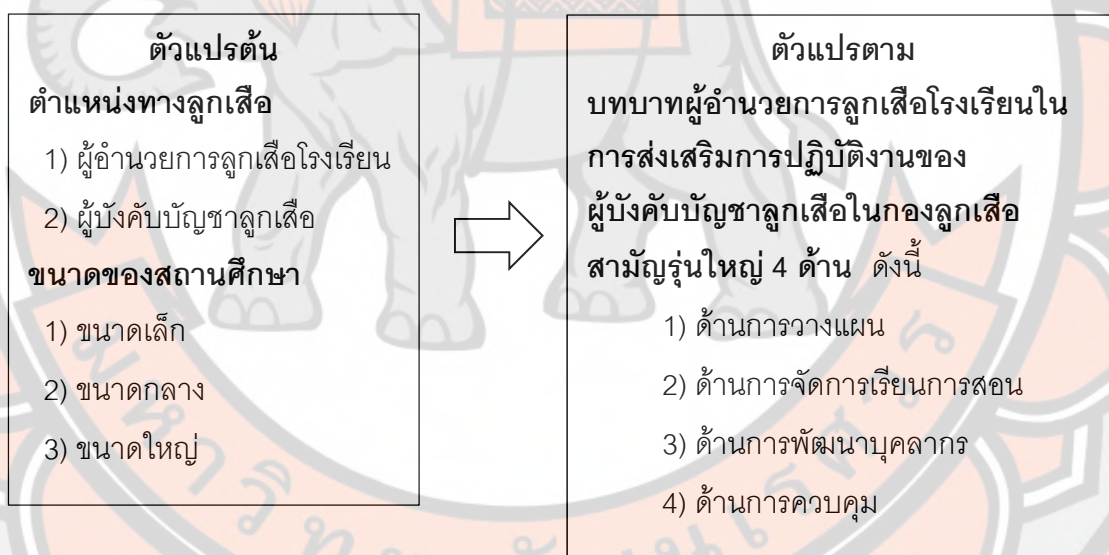 ตัวแปรต้น
ตำแหน่งทางลูกเสือ
1) ผู้อำนวยการลูกเสือโรงเรียน
2) ผู้บังคับบัญชาลูกเสือ
ขนาดของสถานศึกษา
1) ขนาดเล็ก
2) ขนาดกลาง
3) ขนาดใหญ่
ตัวแปรตาม
บทบาทผู้อำนวยการลูกเสือโรงเรียนใน
การส่งเสริมการปฏิบัติงานของ
ผู้บังคับบัญชาลูกเสือในกองลูกเสือ
สามัญรุ่นใหญ่ 4 ด้าน ดังนี้
1) ด้านการวางแผน
2) ด้านการจัดการเรียนการสอน
3) ด้านการพัฒนาบุคลากร
4) ด้านการควบคุม